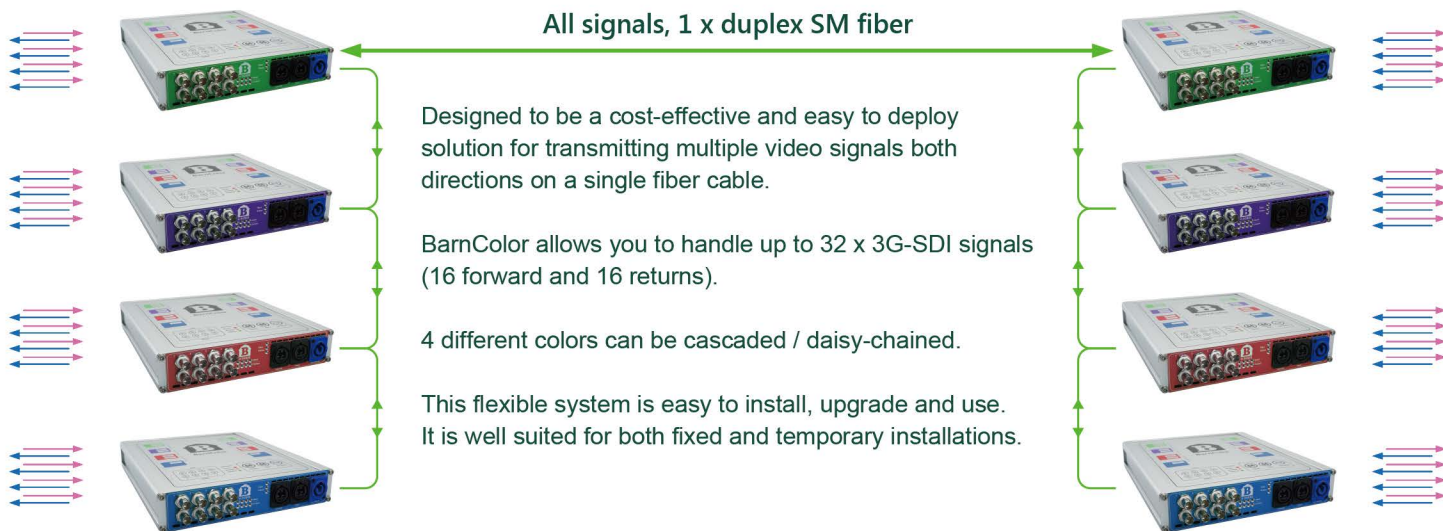 All signals, 1 x duplex SM fiber
Designed to be a cost-effective and easy to deploy
solution for transmitting multiple video signals both
directions on a single fiber cable.
BarnColor allows you to handle up to 32 x 3G-SDI signals
(16 forward and 16 returns).
4 different colors can be cascaded / daisy-chained.
This flexible system is easy to install, upgrade and use.
It is well suited for both fixed and temporary installations.